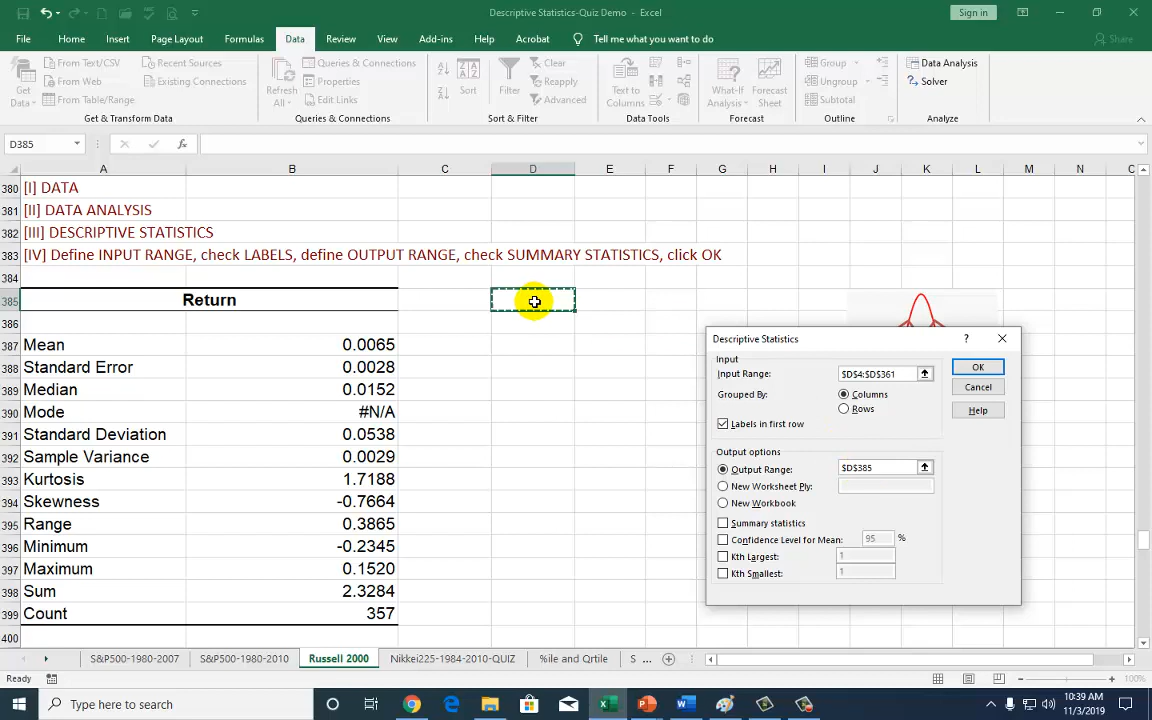 Descriptive Statistics-Quiz Demo - Excel
Sign in
File Home Insert Page Layout Formulas Data Review View Add-ins Help Acrobat Tell me what you want to do Share
Get Data
From Text/CSV
From Web
From Table/Range
Recent Sources
Existing Connections
Get & Transform Data
Refresh All
Queries & Connections
Properties
Edit Links
Queries & Connections
Sort
Filter
Clear
Reapply
Advanced
Sort & Filter
Text to Columns
Data Tools
What-If Analysis
Forecast Sheet
Forecast
Group
Ungroup
Subtotal
Outline
Data Analysis
Solver
Analyze
D385 fx
A B C D E F G H I J K L M N
380 [I] DATA
381 [II] DATA ANALYSIS
382 [III] DESCRIPTIVE STATISTICS
383 [IV] Define INPUT RANGE, check LABELS, define OUTPUT RANGE, check SUMMARY STATISTICS, click OK
384
385 Return
386
387 Mean 0.0065
388 Standard Error 0.0028
389 Median 0.0152
390 Mode #N/A
391 Standard Deviation 0.0538
392 Sample Variance 0.0029
393 Kurtosis 1.7188
394 Skewness -0.7664
395 Range 0.3865
396 Minimum -0.2345
397 Maximum 0.1520
398 Sum 2.3284
399 Count 357
400
Descriptive Statistics ?
Input
Input Range: $D$4:$D$361
Grouped By: Columns
Rows
Labels in first row
OK
Cancel
Help
Output options
Output Range: $D$385
New Worksheet Ply:
New Workbook
Summary statistics
Confidence Level for Mean: 95 %
Kth Largest: 1
Kth Smallest: 1
S&P500-1980-2007 S&P500-1980-2010 Russell 2000 Nikkei225-1984-2010-QUIZ %ile and Qrtile S ...
Ready 100%
Type here to search
10:39 AM
11/3/2019